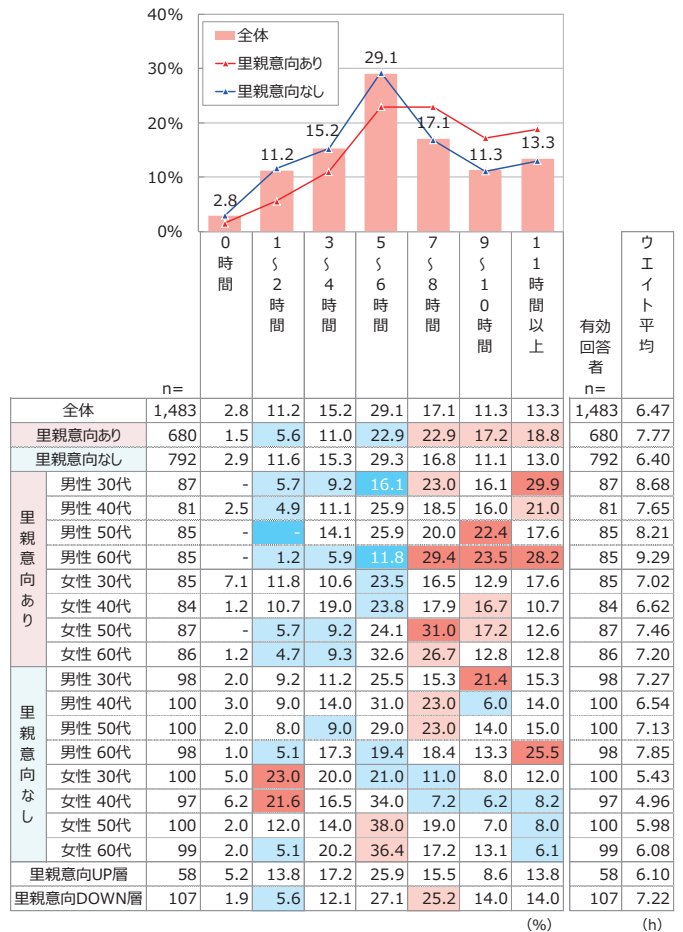 40%
30%
20%
10%
0%
全体
里親意向あり
里親意向なし
2.8
11.2
15.2
29.1
17.1
11.3
13.3
0時間
1～2時間
3～4時間
5～6時間
7～8時間
9～10時間
11時間以上
ウエイト平均
有効
回答
者
n= n=
全体 1,483 2.8 11.2 15.2 29.1 17.1 11.3 13.3 1,483 6.47
里親意向あり 680 1.5 5.6 11.0 22.9 22.9 17.2 18.8 680 7.77
里親意向なし 792 2.9 11.6 15.3 29.3 16.8 11.1 13.0 792 6.40
里親意向あり
男性 30代 87 - 5.7 9.2 16.1 23.0 16.1 29.9 87 8.68
男性 40代 81 2.5 4.9 11.1 25.9 18.5 16.0 21.0 81 7.65
男性 50代 85 - - 14.1 25.9 20.0 22.4 17.6 85 8.21
男性 60代 85 - 1.2 5.9 11.8 29.4 23.5 28.2 85 9.29
女性 30代 85 7.1 11.8 10.6 23.5 16.5 12.9 17.6 85 7.02
女性 40代 84 1.2 10.7 19.0 23.8 17.9 16.7 10.7 84 6.62
女性 50代 87 - 5.7 9.2 24.1 31.0 17.2 12.6 87 7.46
女性 60代 86 1.2 4.7 9.3 32.6 26.7 12.8 12.8 86 7.20
里親意向なし
男性 30代 98 2.0 9.2 11.2 25.5 15.3 21.4 15.3 98 7.27
男性 40代 100 3.0 9.0 14.0 31.0 23.0 6.0 14.0 100 6.54
男性 50代 100 2.0 8.0 9.0 29.0 23.0 14.0 15.0 100 7.13
男性 60代 98 1.0 5.1 17.3 19.4 18.4 13.3 25.5 98 7.85
女性 30代 100 5.0 23.0 20.0 21.0 11.0 8.0 12.0 100 5.43
女性 40代 97 6.2 21.6 16.5 34.0 7.2 6.2 8.2 97 4.96
女性 50代 100 2.0 12.0 14.0 38.0 19.0 7.0 8.0 100 5.98
女性 60代 99 2.0 5.1 20.2 36.4 17.2 13.1 6.1 99 6.08
里親意向UP層 58 5.2 13.8 17.2 25.9 15.5 8.6 13.8 58 6.10
里親意向DOWN層 107 1.9 5.6 12.1 27.1 25.2 14.0 14.0 107 7.22
(%) (h)